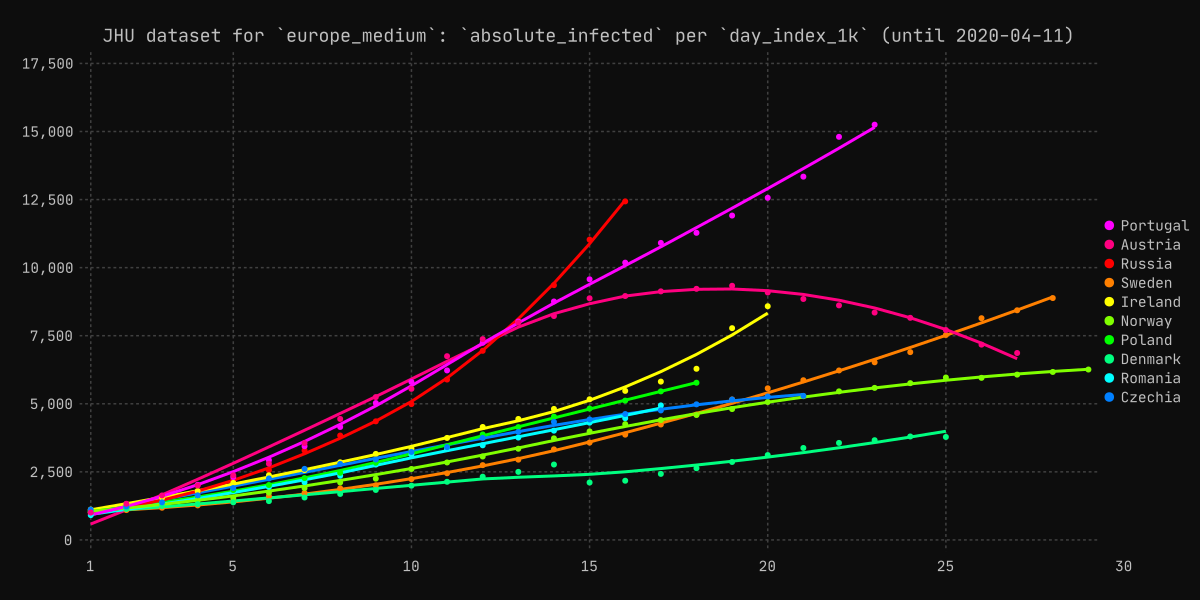 JHU dataset for `europe_medium`: `absolute_infected` per `day_index_1k` (until 2020-04-11)
17,500
15,000
12,500
10,000
7,500
5,000
2,500
0
1 5 10 15 20 25 30
Portugal
Austria
Russia
Sweden
Ireland
Norway
Poland
Denmark
Romania
Czechia